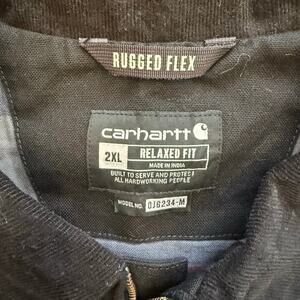 RUGGED FLEX
carhartt
2XL RELAXED FIT
MADE IN INDIA
BUILT TO SERVE AND PROTECT
ALL HARDWORKING PEOPLE
MODEL NO. OJ6234-M